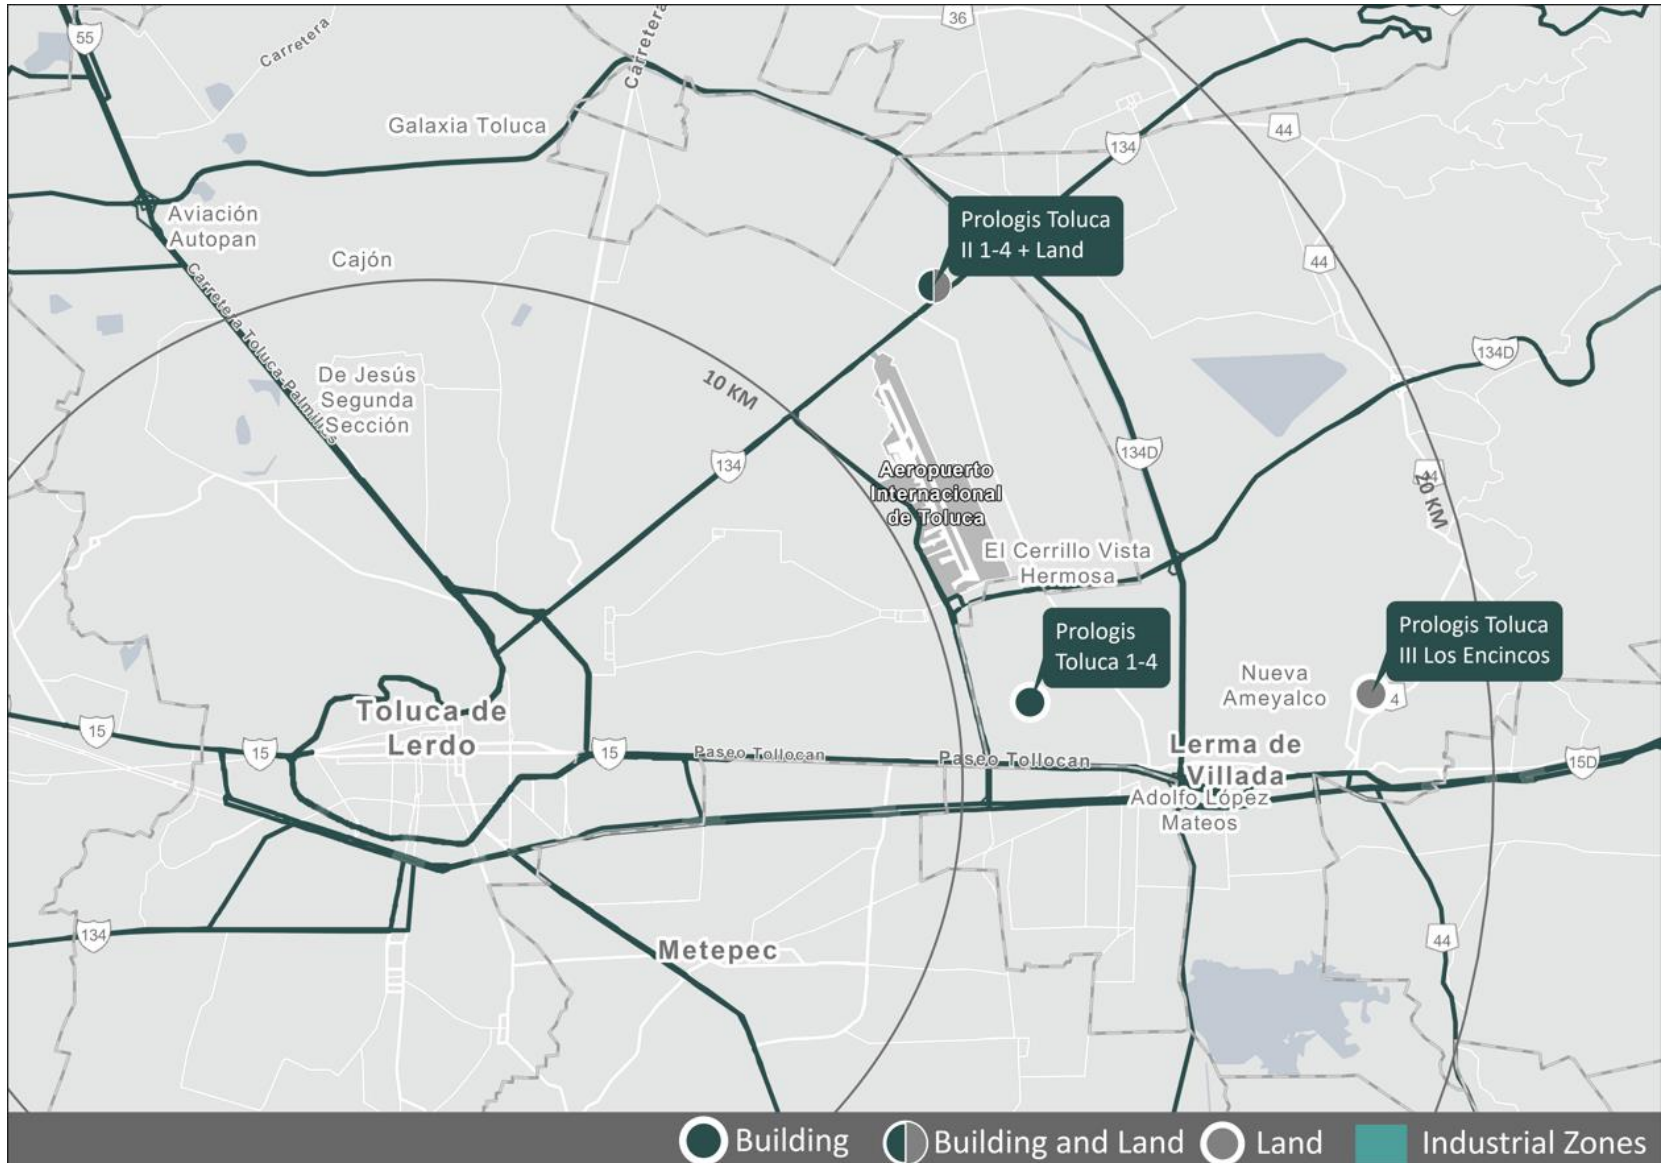 55
Carretera
Carretera
36
Galaxia Toluca
44
134
Aviación
Autopan
Prologis Toluca
II 1-4 + Land
Cajón
44
Carretera Toluca-Palmillas
De Jesús
Segunda
Sección
10 KM
134D
134
134D
Aeropuerto
Internacional
de Toluca
44
20 KM
El Cerrillo Vista
Hermosa
Prologis
Toluca 1-4
Prologis Toluca
III Los Encincos
Nueva
Ameyalco
4
Toluca de
Lerdo
15
15
15
Paseo Tollocan
Paseo Tollocan
Lerma de
Villada
15D
Adolfo López
Mateos
134
Metepec
44
Building
Building and Land
Land
Industrial Zones